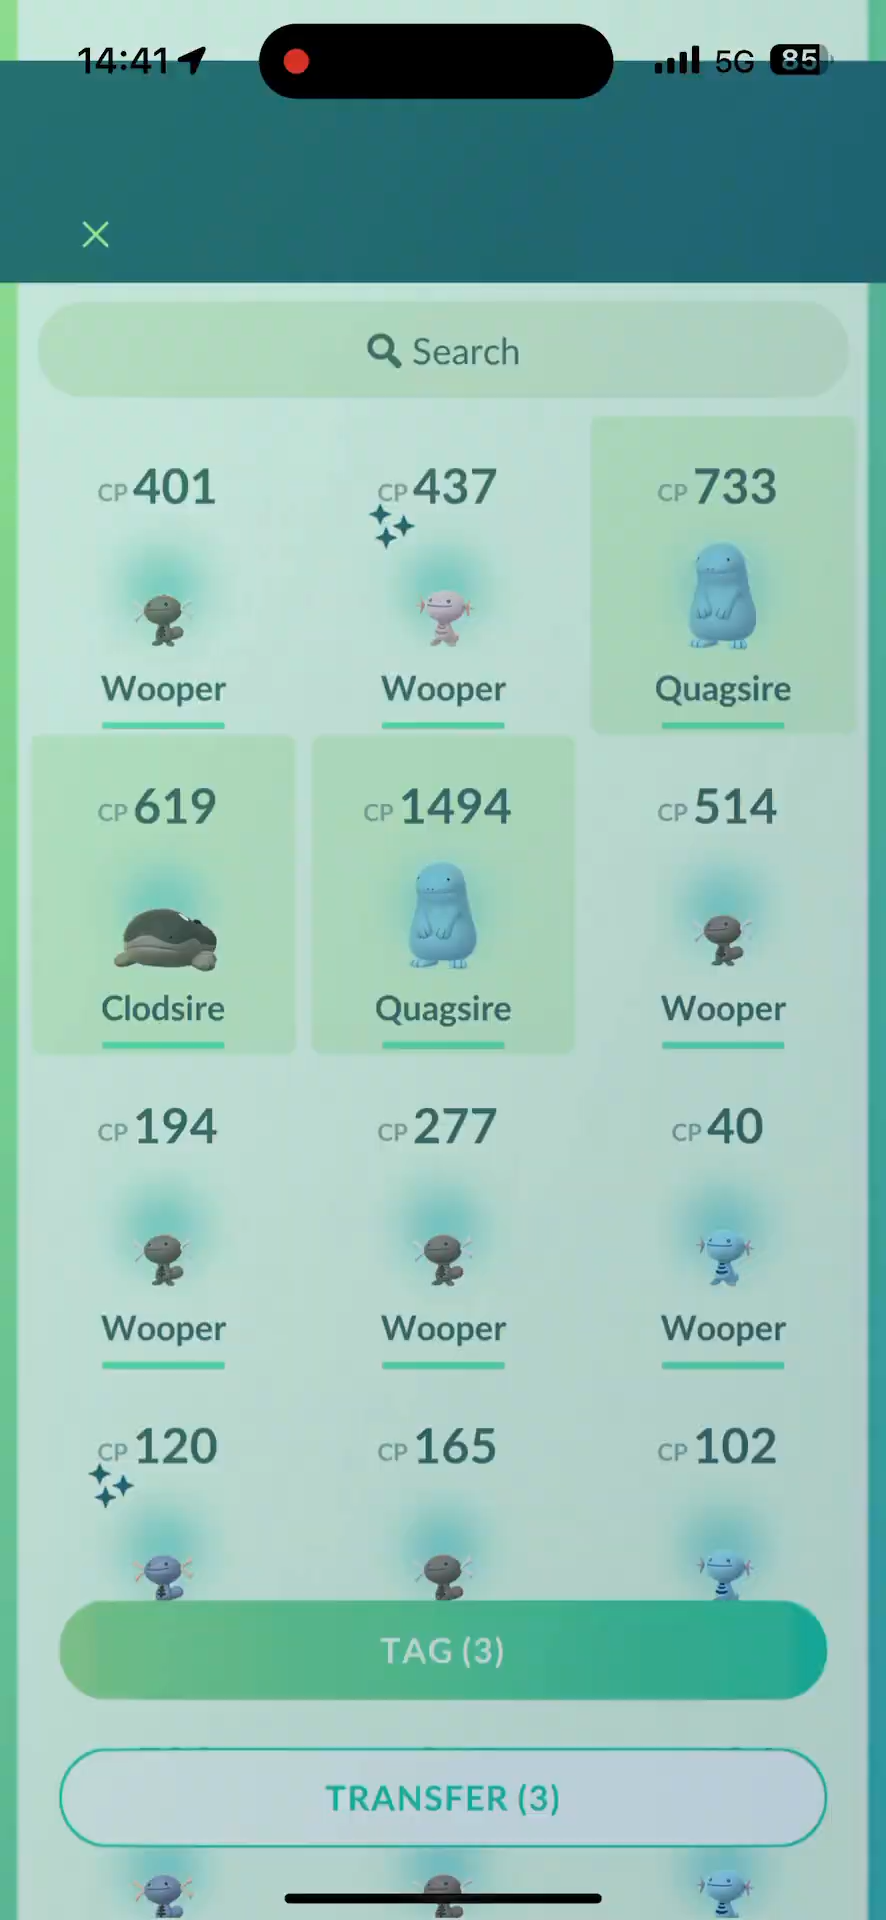 14:41 5G 85
Search
CP 401 CP 437 CP 733
Wooper Wooper Quagsire
CP 619 CP 1494 CP 514
Clodsire Quagsire Wooper
CP 194 CP 277 CP 40
Wooper Wooper Wooper
CP 120 CP 165 CP 102
TAG (3)
TRANSFER (3)